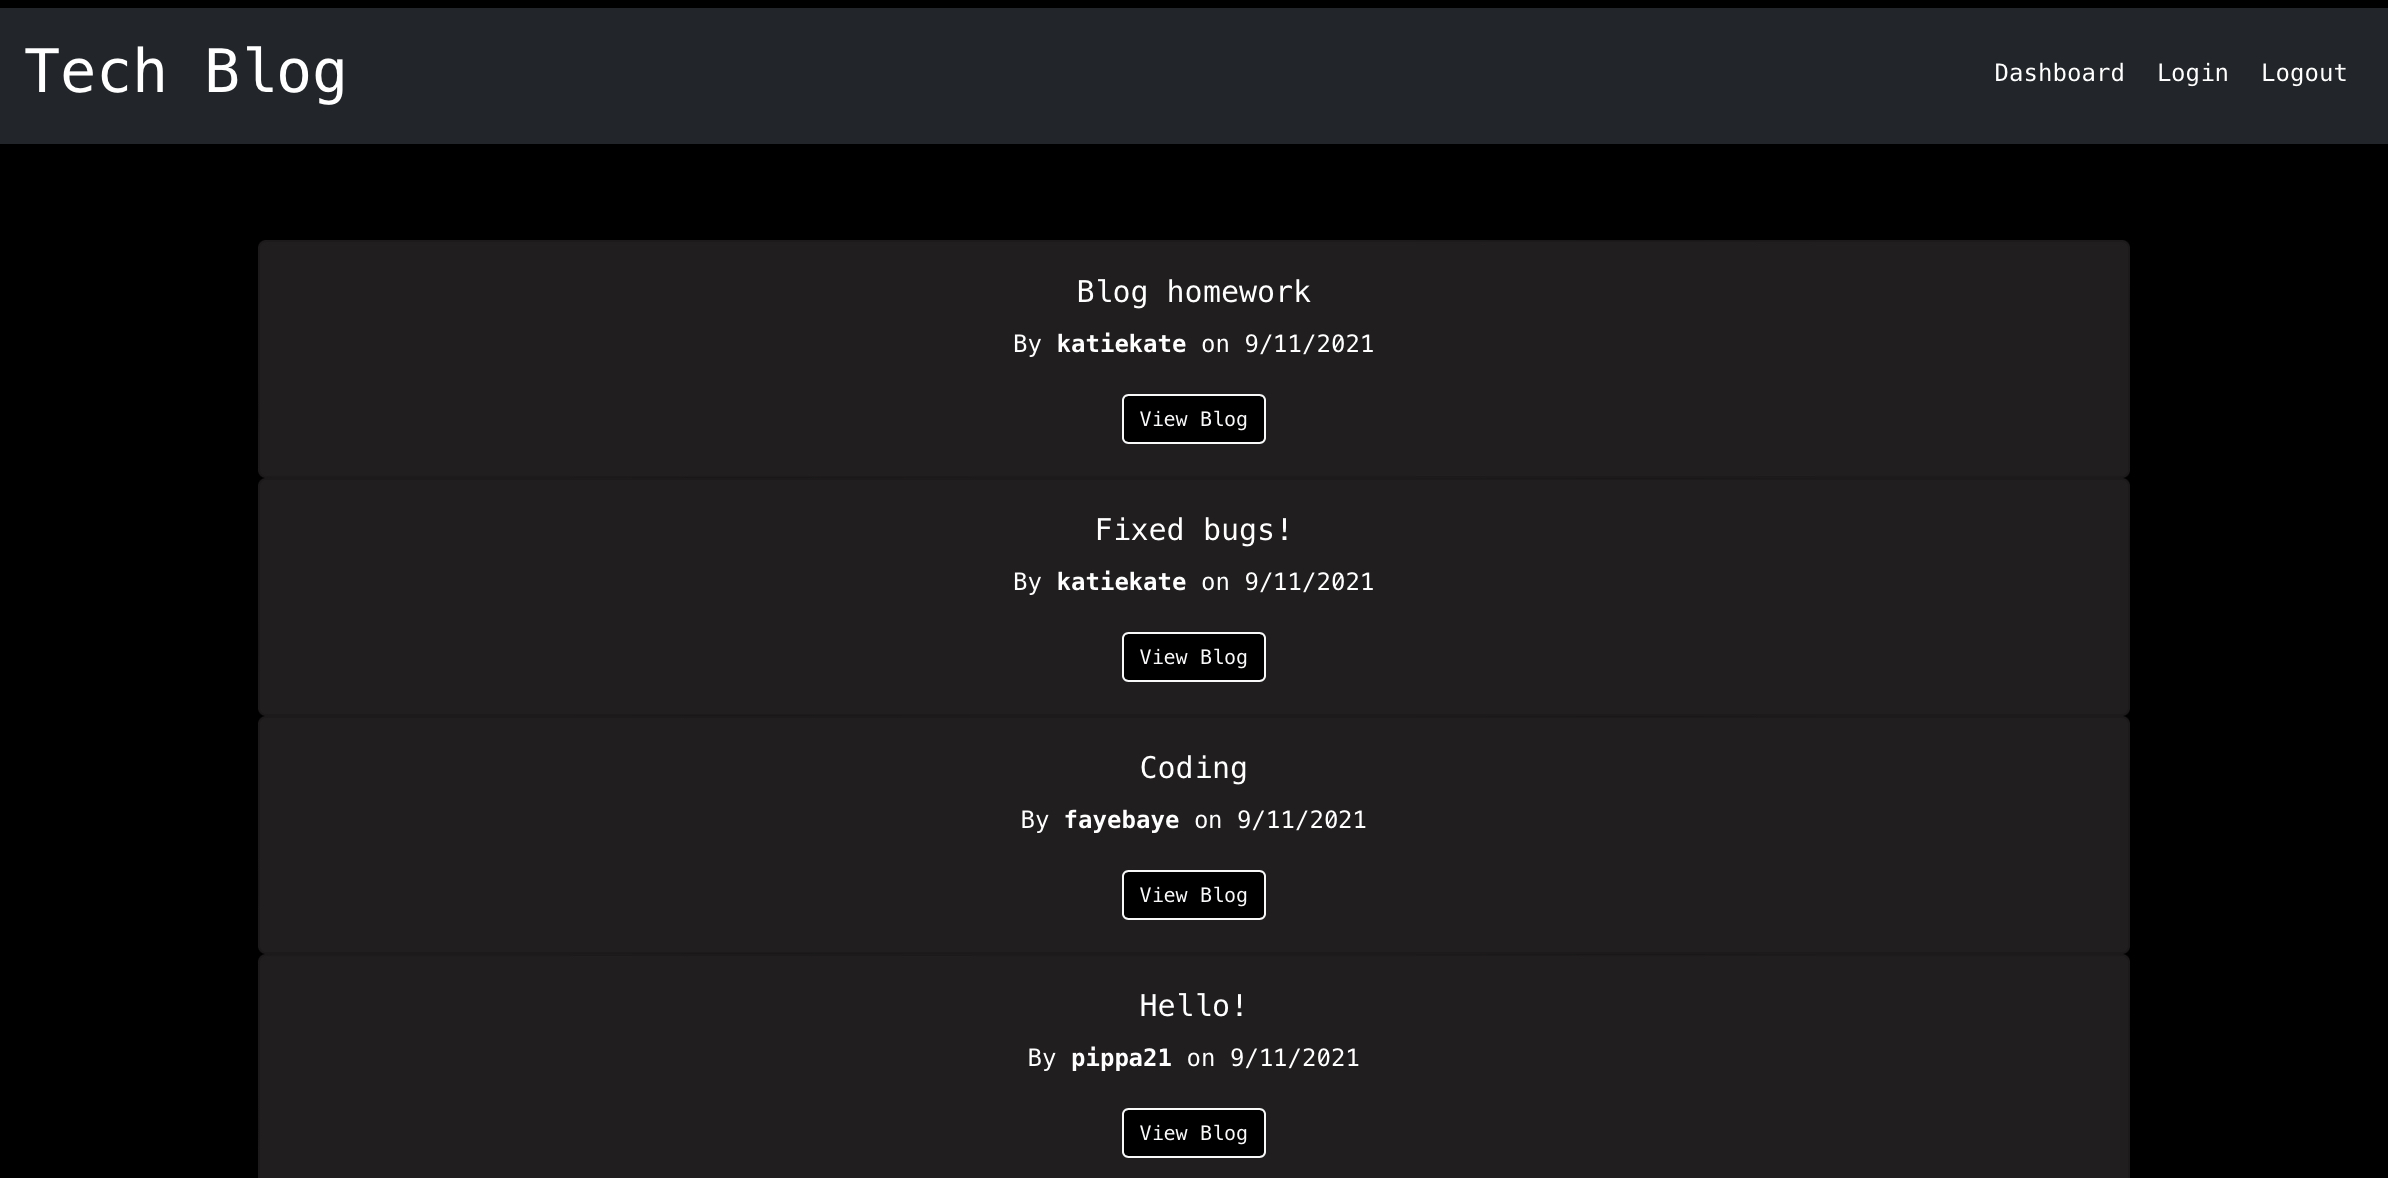 Tech Blog
Dashboard Login Logout
Blog homework
By katiekate on 9/11/2021
View Blog
Fixed bugs!
By katiekate on 9/11/2021
View Blog
Coding
By fayebaye on 9/11/2021
View Blog
Hello!
By pippa21 on 9/11/2021
View Blog